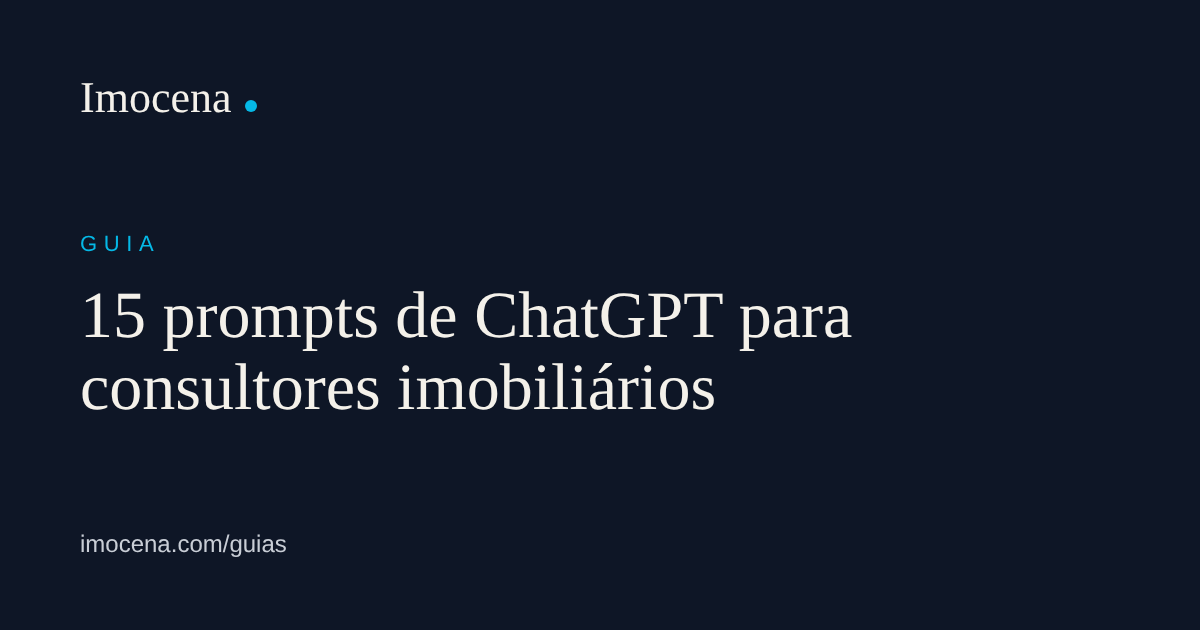 Imocena
GUIA
15 prompts de ChatGPT para
consultores imobiliários
imocena.com/guias